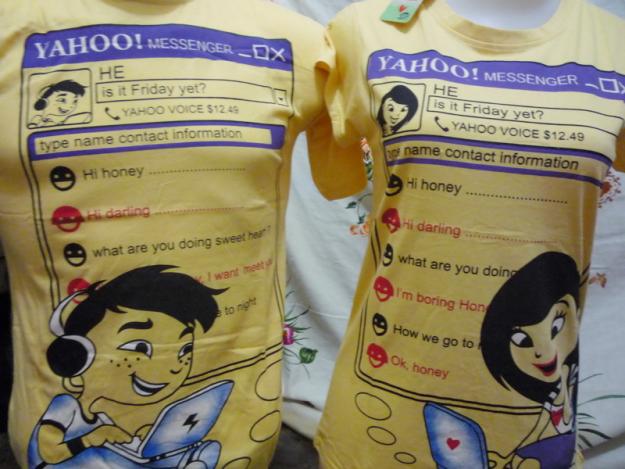 YAHOO! MESSENGER
HE
is it Friday yet?
YAHOO VOICE $12.49
type name contact information
Hi honey ........................
Hi darling ........................
what are you doing sweet heart?
I want meet
to night
YAHOO! MESSENGER
HE
is it Friday yet?
YAHOO VOICE $12.49
type name contact information
Hi honey ........................
Hi darling ........................
what are you doing
I'm boring Hon
How we go to
Ok, honey